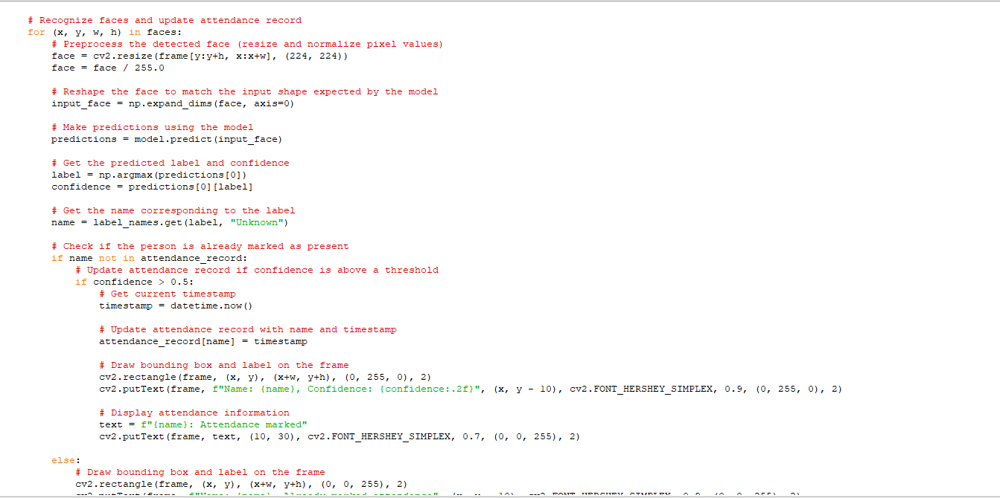 # Recognize faces and update attendance record
for (x, y, w, h) in faces:
    # Preprocess the detected face (resize and normalize pixel values)
    face = cv2.resize(frame[y:y+h, x:x+w], (224, 224))
    face = face / 255.0

    # Reshape the face to match the input shape expected by the model
    input_face = np.expand_dims(face, axis=0)

    # Make predictions using the model
    predictions = model.predict(input_face)

    # Get the predicted label and confidence
    label = np.argmax(predictions[0])
    confidence = predictions[0][label]

    # Get the name corresponding to the label
    name = label_names.get(label, "Unknown")

    # Check if the person is already marked as present
    if name not in attendance_record:
        # Update attendance record if confidence is above a threshold
        if confidence > 0.5:
            # Get current timestamp
            timestamp = datetime.now()

            # Update attendance record with name and timestamp
            attendance_record[name] = timestamp

            # Draw bounding box and label on the frame
            cv2.rectangle(frame, (x, y), (x+w, y+h), (0, 255, 0), 2)
            cv2.putText(frame, f"Name: {name}, Confidence: {confidence:.2f}", (x, y - 10), cv2.FONT_HERSHEY_SIMPLEX, 0.9, (0, 255, 0), 2)

            # Display attendance information
            text = f"{name}: Attendance marked"
            cv2.putText(frame, text, (10, 30), cv2.FONT_HERSHEY_SIMPLEX, 0.7, (0, 0, 255), 2)

    else:
        # Draw bounding box and label on the frame
        cv2.rectangle(frame, (x, y), (x+w, y+h), (0, 0, 255), 2)